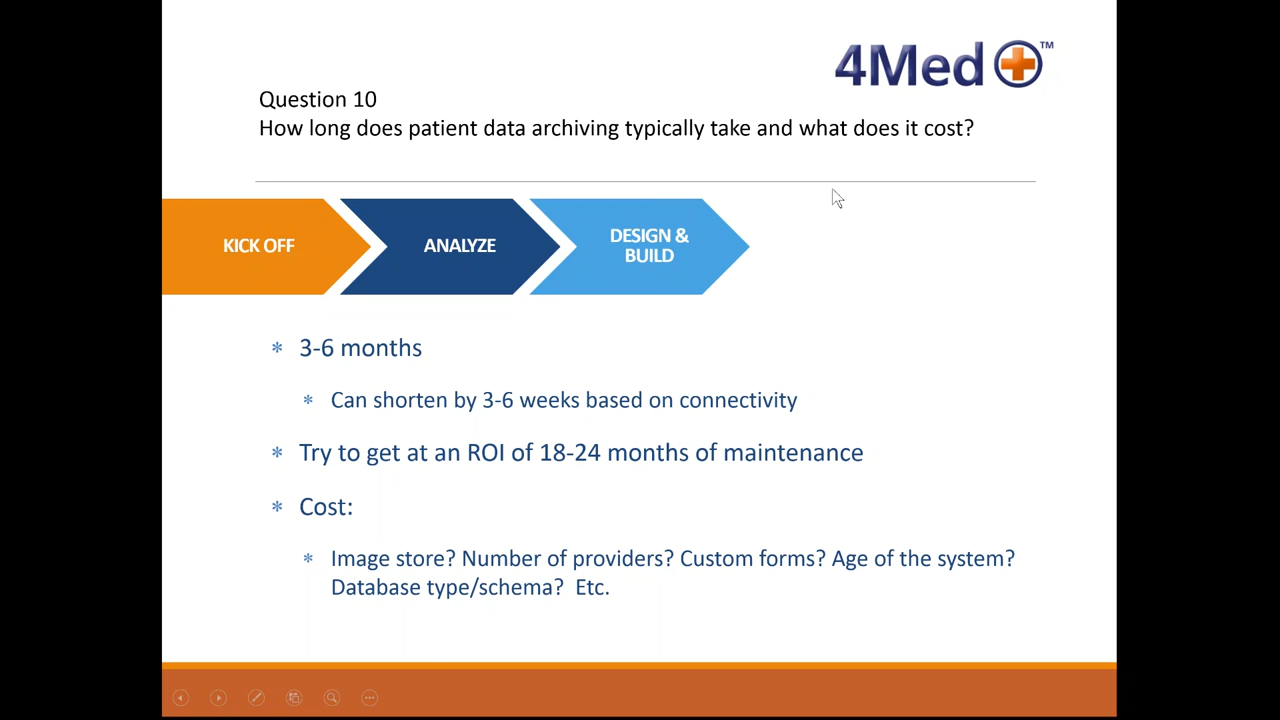 4Med ™
Question 10
How long does patient data archiving typically take and what does it cost?
KICK OFF
ANALYZE
DESIGN &
BUILD
* 3-6 months
* Can shorten by 3-6 weeks based on connectivity
* Try to get at an ROI of 18-24 months of maintenance
* Cost:
* Image store? Number of providers? Custom forms? Age of the system?
Database type/schema?  Etc.